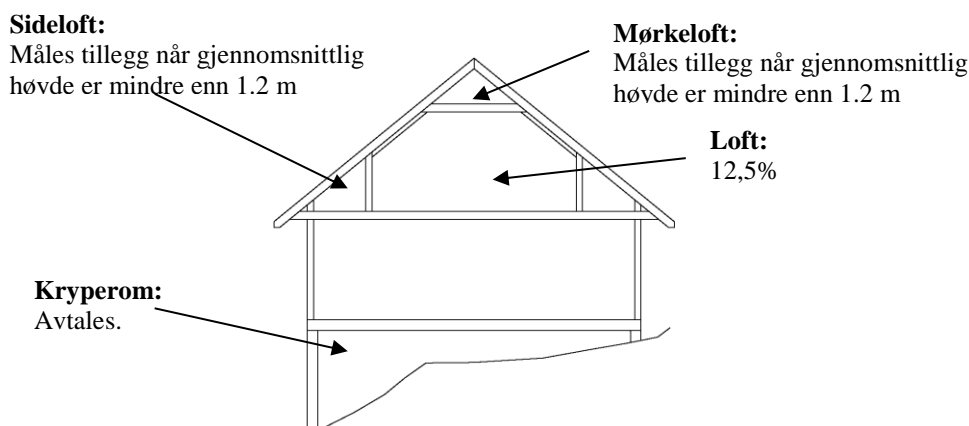 Sideloft:
Måles tillegg når gjennomsnittlig
høvde er mindre enn 1.2 m
Mørkeloft:
Måles tillegg når gjennomsnittlig
høvde er mindre enn 1.2 m
Loft:
12,5%
Kryperom:
Avtales.